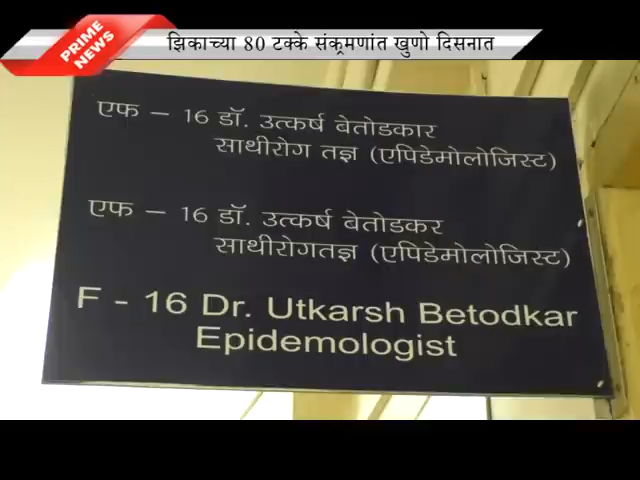 PRIME NEWS
झिकाच्या 80 टक्के संक्रमणांत खुणो दिसनात
एफ – 16 डॉ. उत्कर्ष बेतोडकार
साथीरोग तज्ञ (एपिडेमोलोजिस्ट)
एफ – 16 डॉ. उत्कर्ष बेतोडकर
साथीरोगतज्ञ (एपिडेमोलोजिस्ट)
F - 16 Dr. Utkarsh Betodkar
Epidemologist